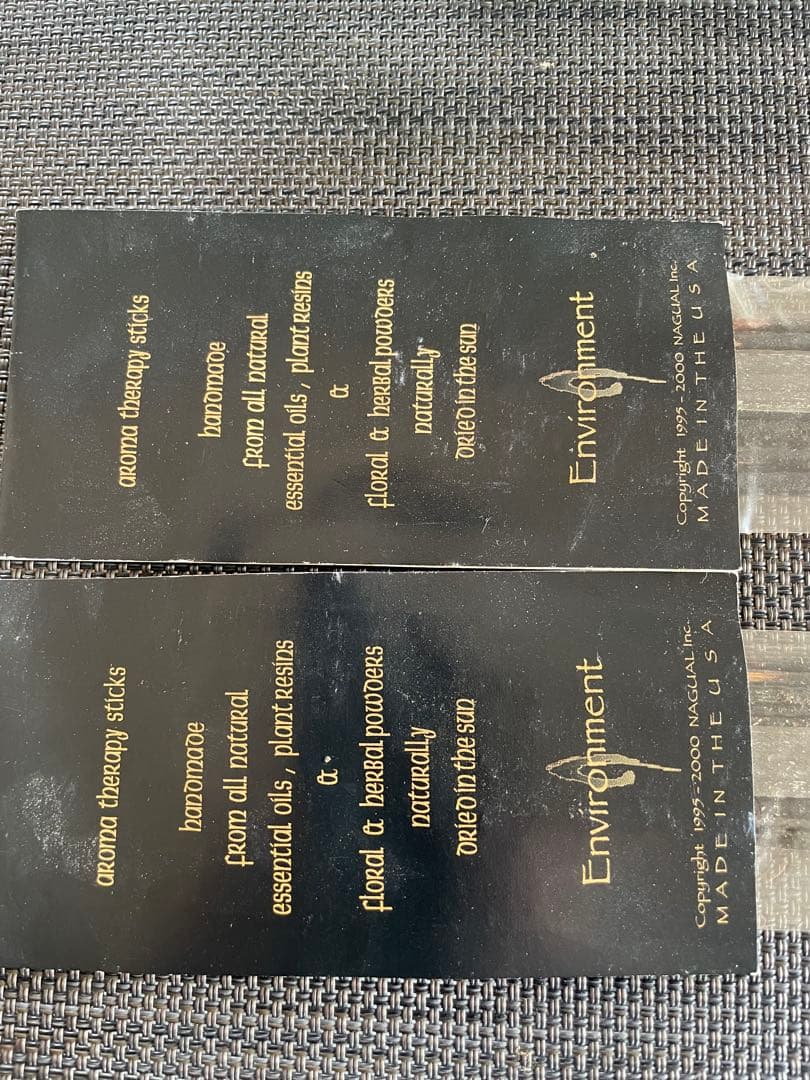 aroma therapy sticks
handmade
from all natural
essential oils, plant resins
&
floral & herbal powders
naturally
dried in the sun
Environment
Copyright 1995-2000 NAGUAL Inc.
MADE IN THE USA
aroma therapy sticks
handmade
from all natural
essential oils, plant resins
&
floral & herbal powders
naturally
dried in the sun
Environment
Copyright 1995-2000 NAGUAL Inc.
MADE IN THE USA